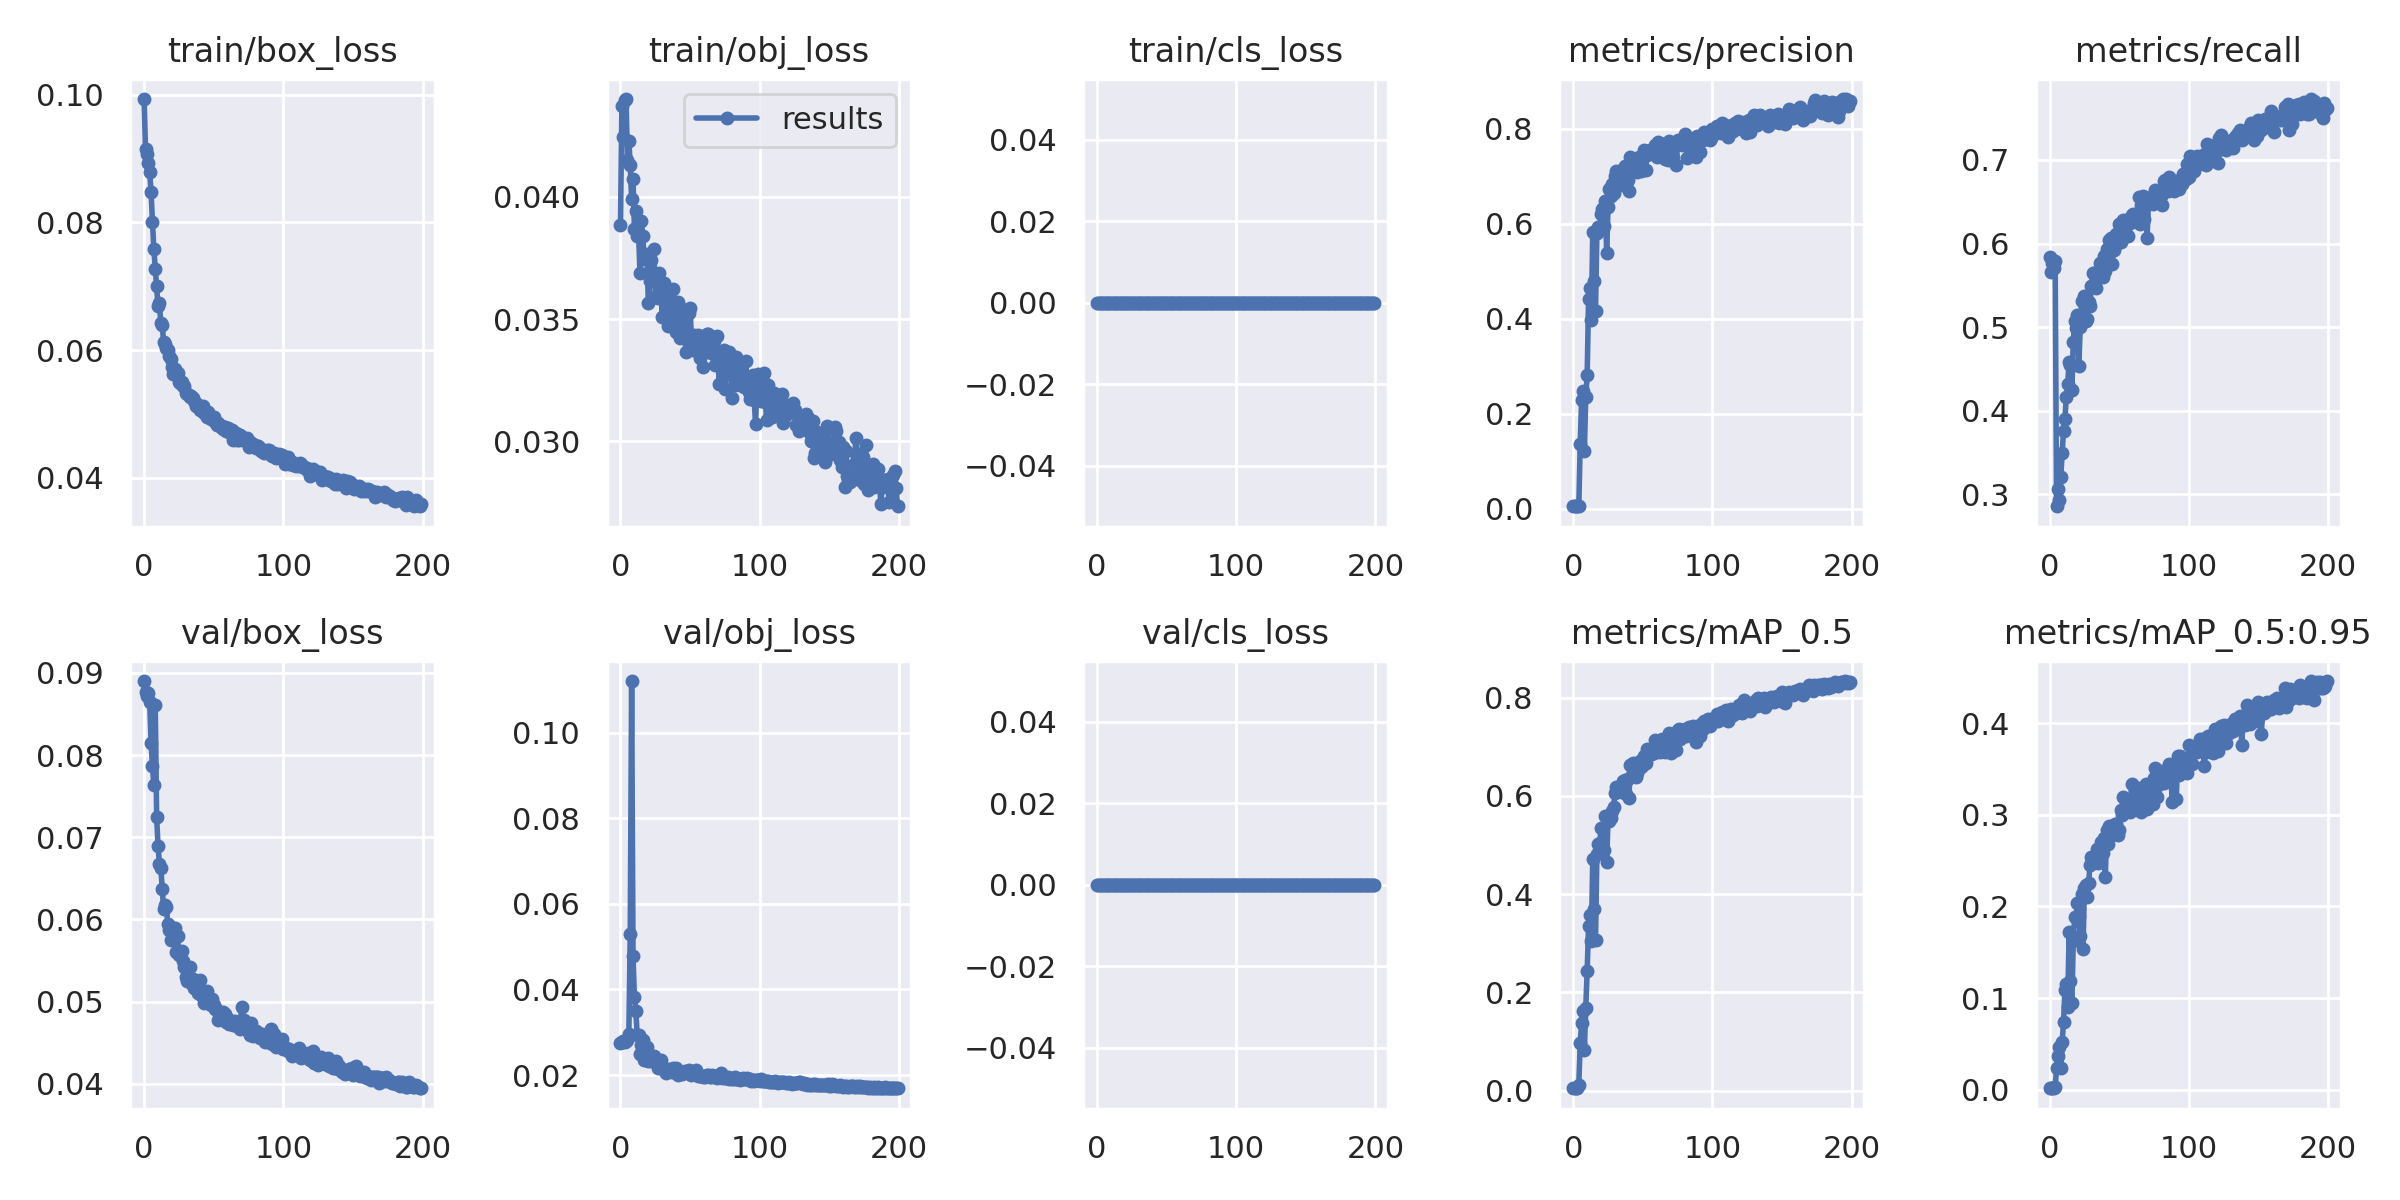 train/box_loss
0.10
0.08
0.06
0.04
0 100 200
train/obj_loss
results
0.040
0.035
0.030
0 100 200
train/cls_loss
0.04
0.02
0.00
−0.02
−0.04
0 100 200
metrics/precision
0.8
0.6
0.4
0.2
0.0
0 100 200
metrics/recall
0.7
0.6
0.5
0.4
0.3
0 100 200
val/box_loss
0.09
0.08
0.07
0.06
0.05
0.04
0 100 200
val/obj_loss
0.10
0.08
0.06
0.04
0.02
0 100 200
val/cls_loss
0.04
0.02
0.00
−0.02
−0.04
0 100 200
metrics/mAP_0.5
0.8
0.6
0.4
0.2
0.0
0 100 200
metrics/mAP_0.5:0.95
0.4
0.3
0.2
0.1
0.0
0 100 200